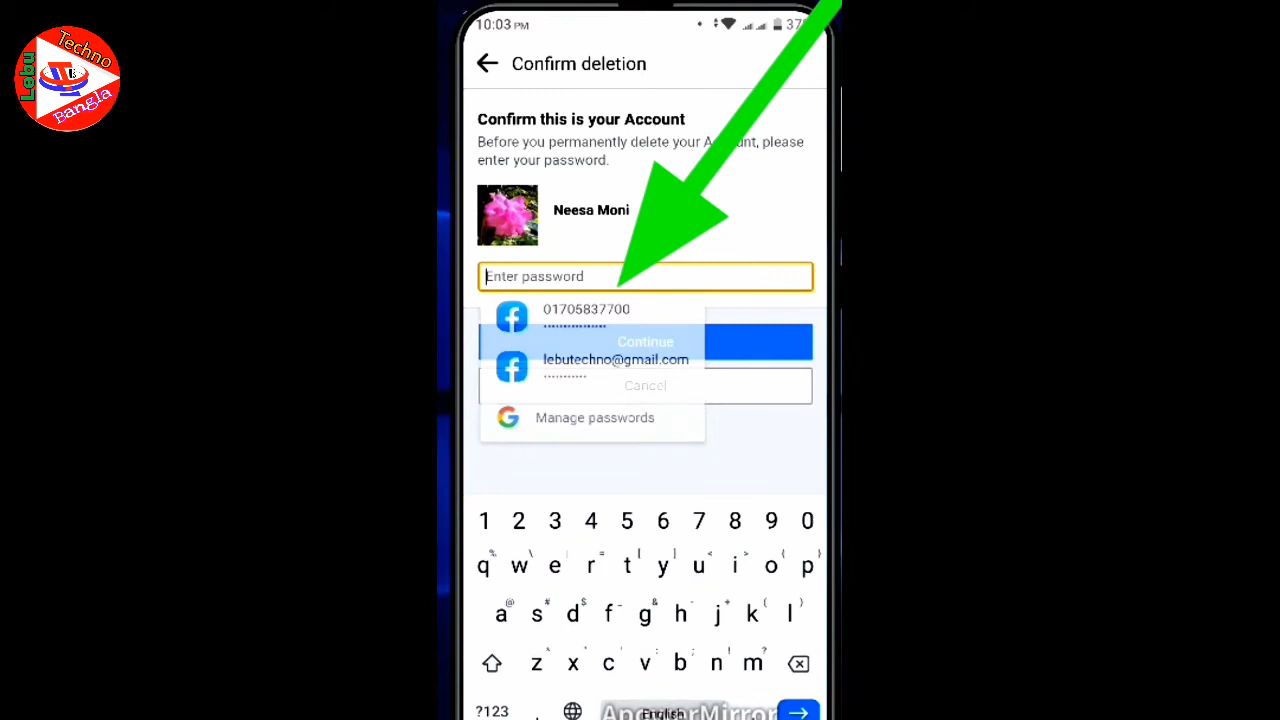 Lebu
Techno
Bangla
10:03 PM
Confirm deletion
Confirm this is your Account
Before you permanently delete your Account, please
enter your password.
Neesa Moni
Enter password
01705837700
Continue
lebutechno@gmail.com
Cancel
Manage passwords
1 2 3 4 5 6 7 8 9 0
q w e r t y u i o p
a s d f g h j k l
z x c v b n m
?123 , English